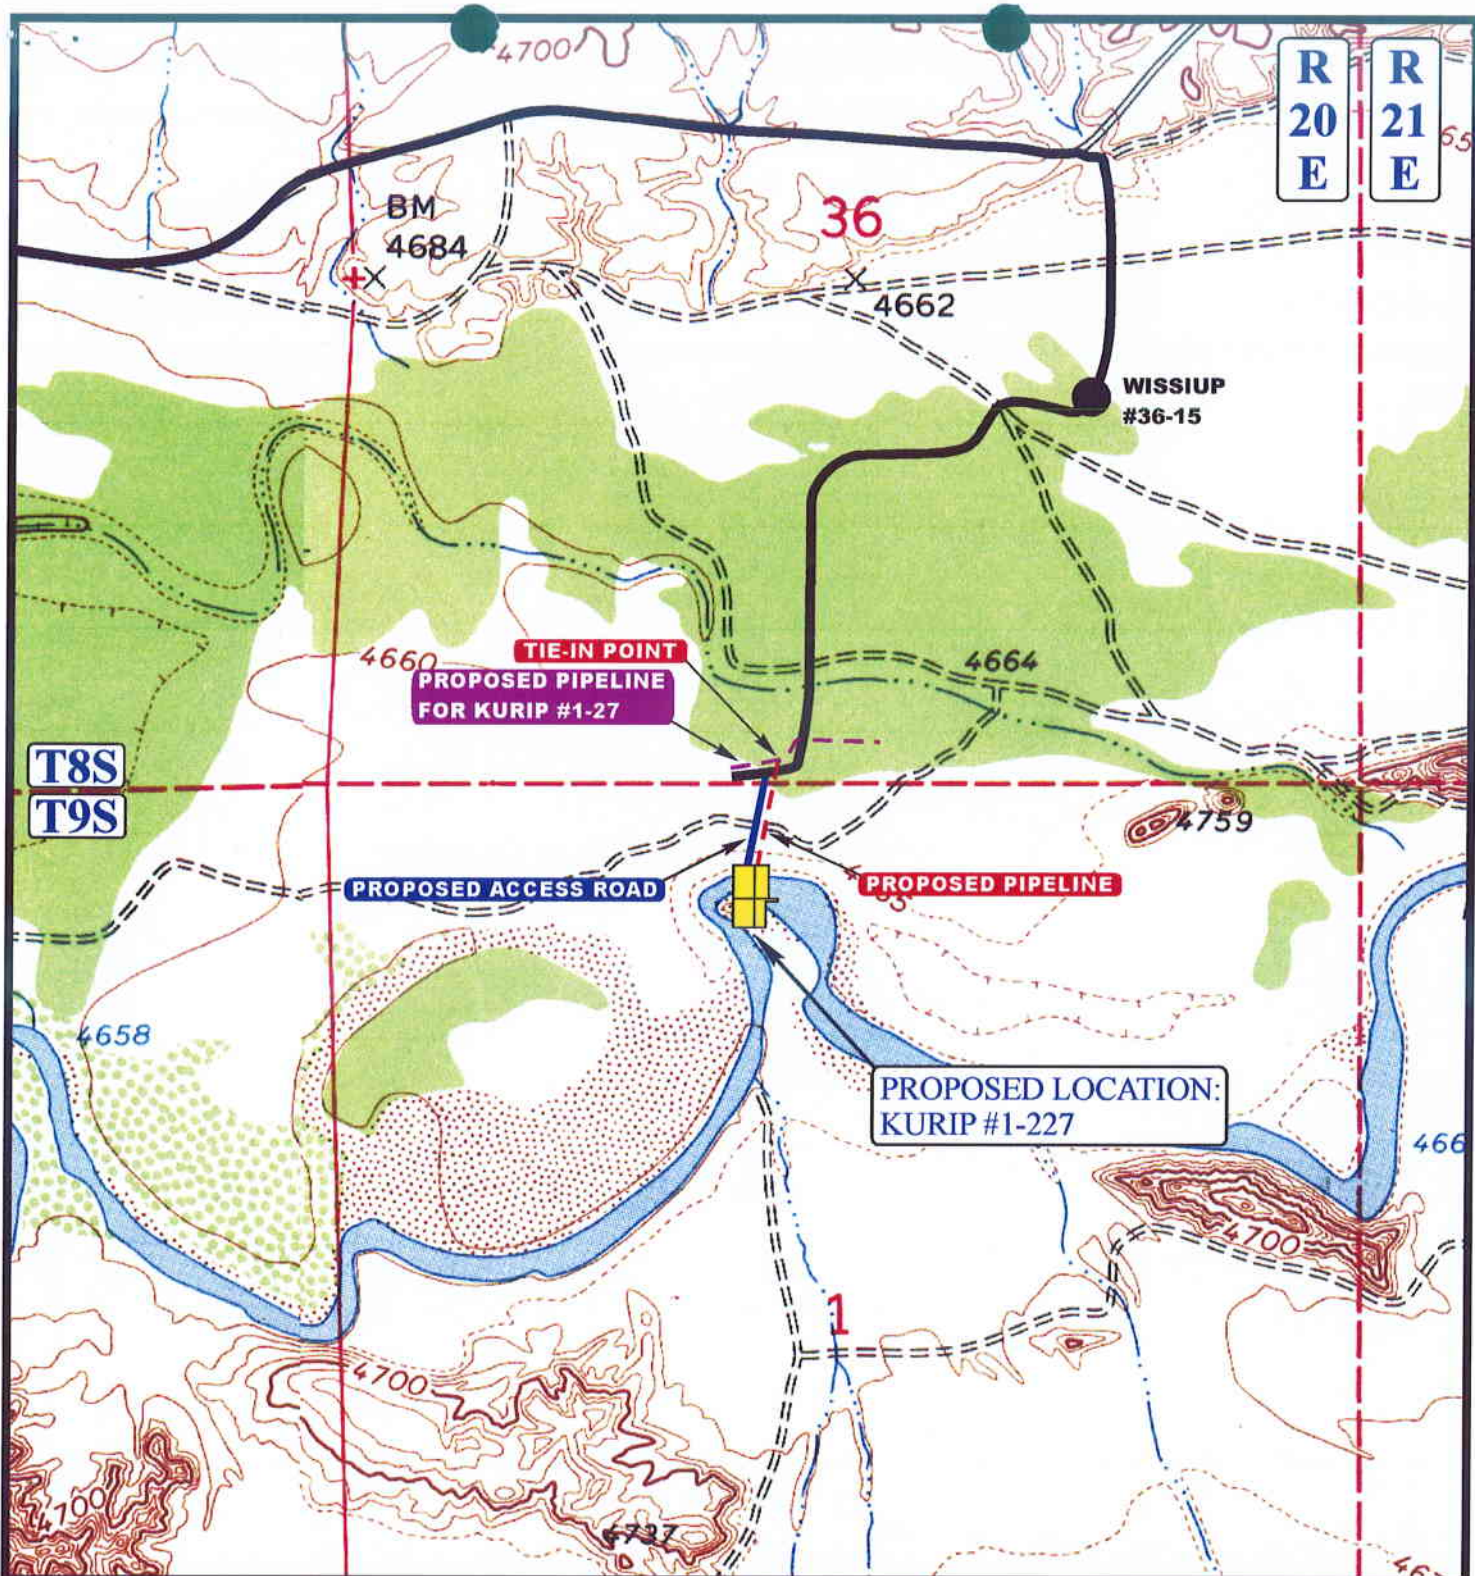 4700
R
20
E
R
21
E
65
BM
4684
36
4662
WISSIUP
#36-15
TIE-IN POINT
4660
PROPOSED PIPELINE
FOR KURIP #1-27
4664
T8S
T9S
4759
PROPOSED ACCESS ROAD
PROPOSED PIPELINE
4658
PROPOSED LOCATION:
KURIP #1-227
466
4700
1
4700
4700
4737